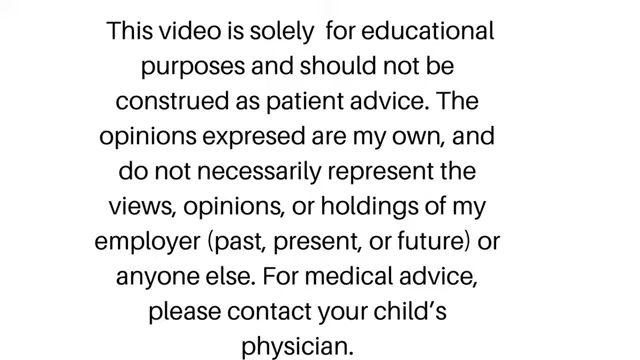 This video is solely for educational
purposes and should not be
construed as patient advice. The
opinions expresed are my own, and
do not necessarily represent the
views, opinions, or holdings of my
employer (past, present, or future) or
anyone else. For medical advice,
please contact your child's
physician.